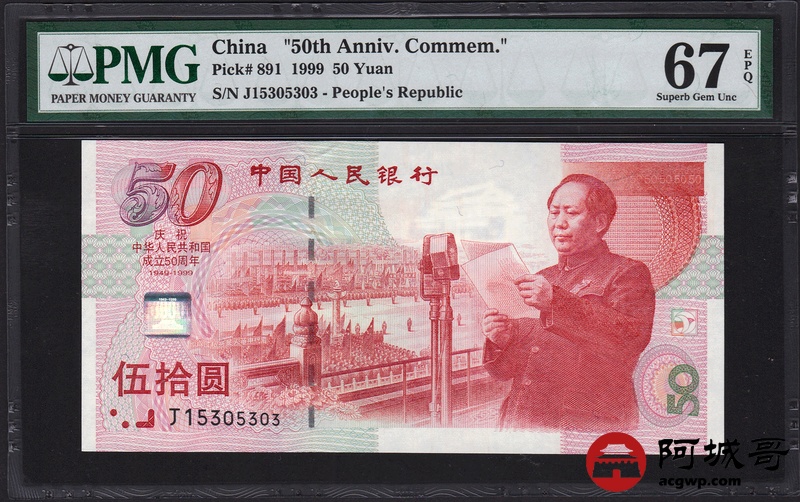 PMG
PAPER MONEY GUARANTY
China "50th Anniv. Commem."
Pick# 891 1999 50 Yuan
S/N J15305303 - People's Republic
67
EPQ
Superb Gem Unc
50
中国人民银行
庆祝
中华人民共和国
成立50周年
1949-1999
伍拾圆
J15305303
50
阿城哥
acgwp.com